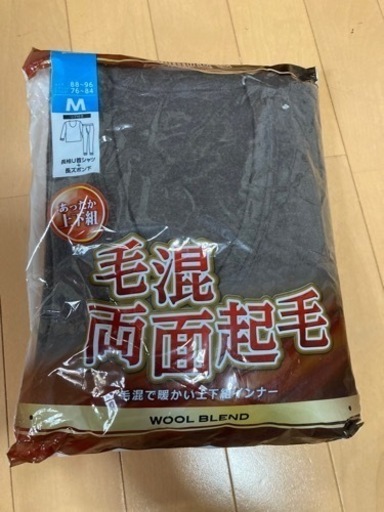 88-96
76-84
M
長袖U首シャツ
長ズボン下
あったか
上下組
毛混
両面起毛
毛混で暖かい上下組インナー
WOOL BLEND